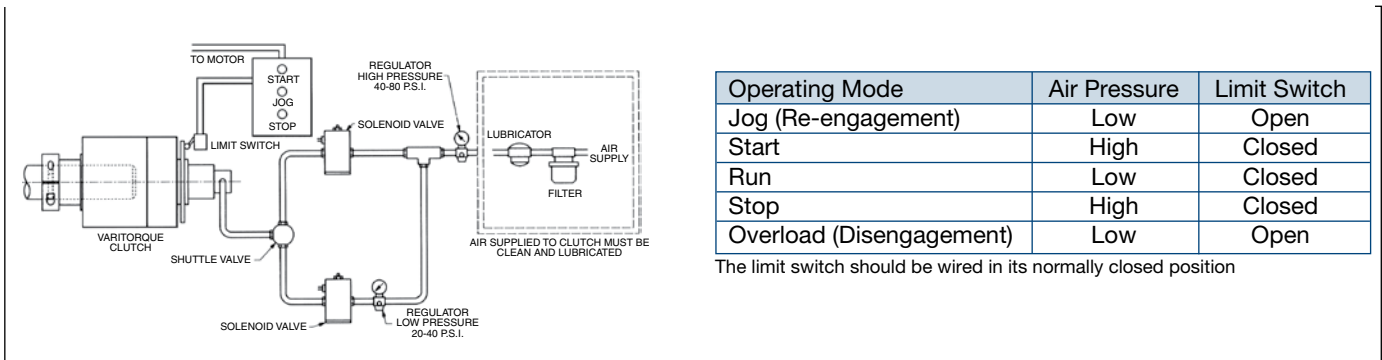 TO MOTOR
START
JOG
STOP
LIMIT SWITCH
VARITORQUE
CLUTCH
SHUTTLE VALVE
SOLENOID VALVE
REGULATOR
HIGH PRESSURE
40-80 P.S.I.
LUBRICATOR
AIR
SUPPLY
FILTER
AIR SUPPLIED TO CLUTCH MUST BE
CLEAN AND LUBRICATED
SOLENOID VALVE
REGULATOR
LOW PRESSURE
20-40 P.S.I.
Operating Mode Air Pressure Limit Switch
Jog (Re-engagement) Low Open
Start High Closed
Run Low Closed
Stop High Closed
Overload (Disengagement) Low Open
The limit switch should be wired in its normally closed position